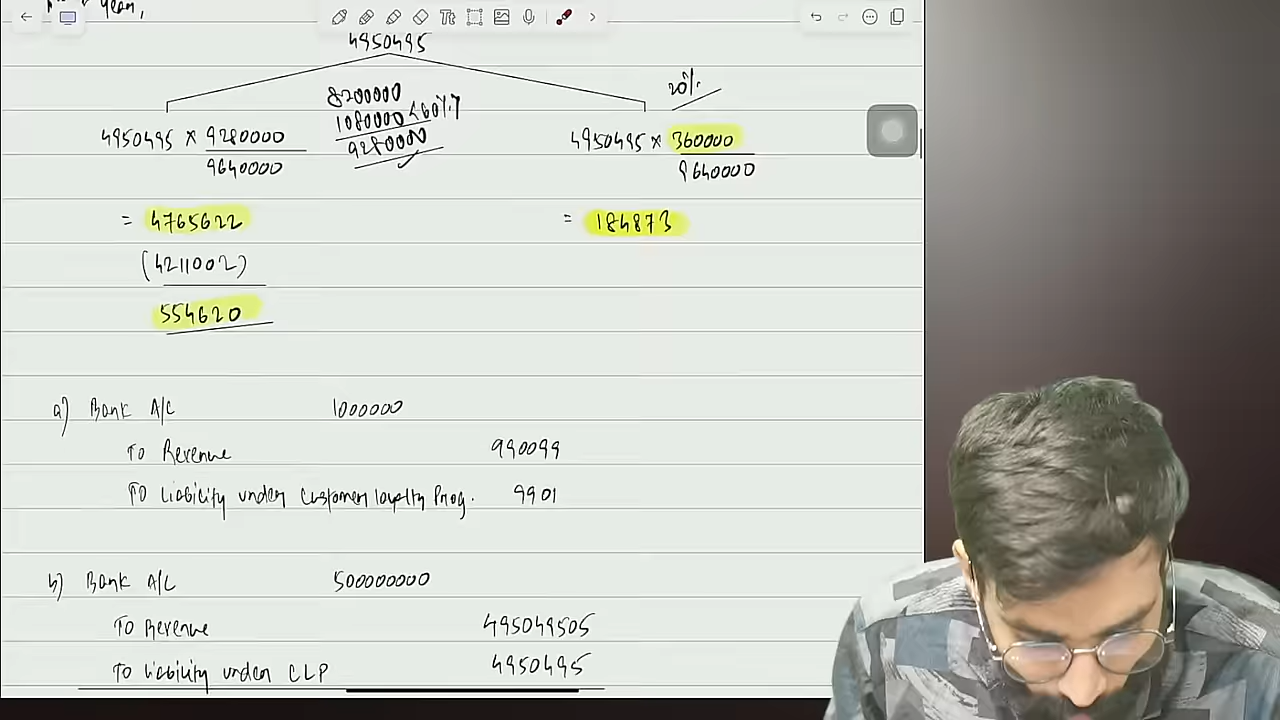 year,
4950495
20%
8200000
1080000 <60%>
9280000
4950495 × 9280000
9640000
4950495 × 360000
9640000
= 4765622
= 184873
(4211002)
554620
a) Bank A/C 1000000
To Revenue 990099
To Liability under Customer loyalty Prog. 9901
b) Bank A/C 500000000
To Revenue 495049505
To liability under CLP 4950495